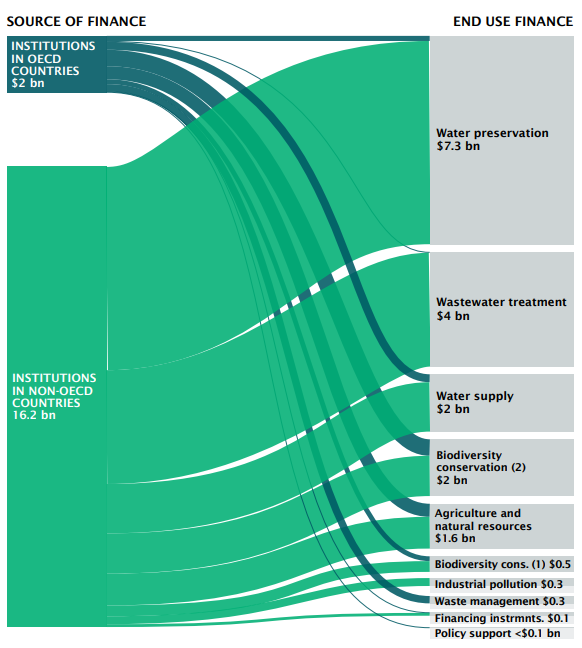 SOURCE OF FINANCE
END USE FINANCE
INSTITUTIONS
IN OECD
COUNTRIES
$2 bn
Water preservation
$7.3 bn
Wastewater treatment
$4 bn
INSTITUTIONS
IN NON-OECD
COUNTRIES
16.2 bn
Water supply
$2 bn
Biodiversity
conservation (2)
$2 bn
Agriculture and
natural resources
$1.6 bn
Biodiversity cons. (1) $0.5
Industrial pollution $0.3
Waste management $0.3
Financing instrmnts. $0.1
Policy support <$0.1 bn